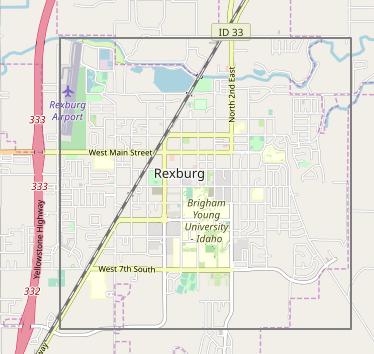 ID 33
North 2nd East
Rexburg
Airport
333
West Main Street
Rexburg
333
Brigham
Young
University
- Idaho
Yellowstone Highway
West 7th South
332
way